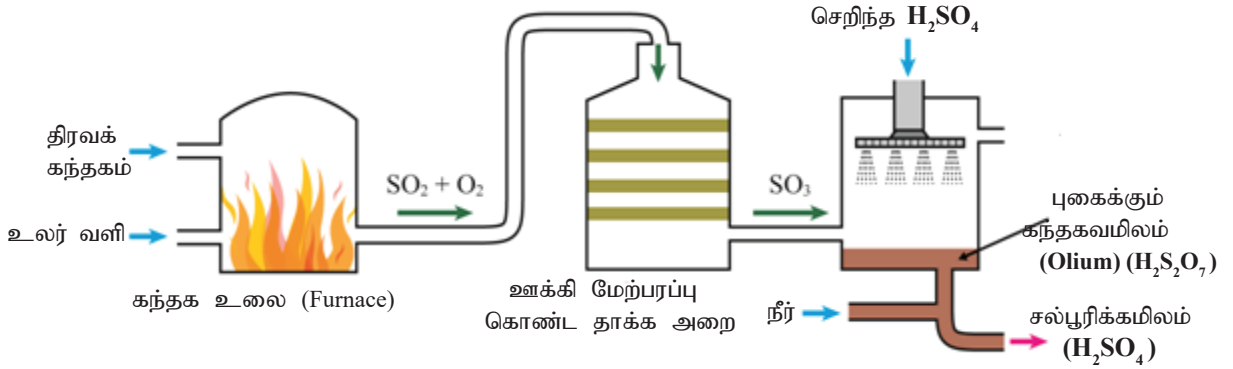 செறிந்த H₂SO₄
திரவக்
கந்தகம்
உலர் வளி
SO₂ + O₂
SO₃
கந்தக உலை (Furnace)
ஊக்கி மேற்பரப்பு
கொண்ட தாக்க அறை
புகைக்கும்
கந்தகவமிலம்
(Olium) (H₂S₂O₇)
நீர்
சல்பூரிக்கமிலம்
(H₂SO₄)